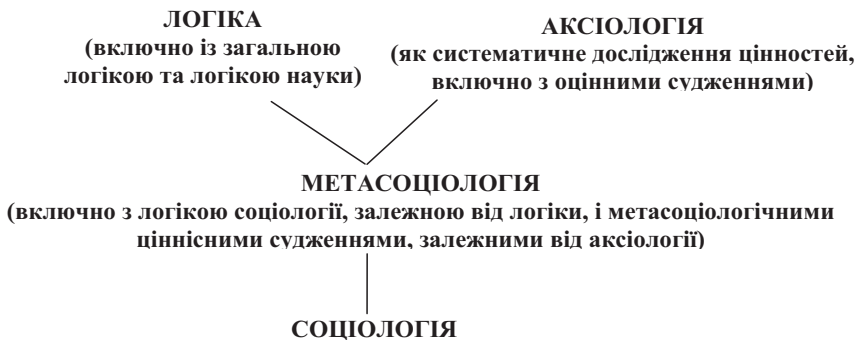 ЛОГІКА
(включно із загальною
логікою та логікою науки)
АКСІОЛОГІЯ
(як систематичне дослідження цінностей,
включно з оцінними судженнями)
МЕТАСОЦІОЛОГІЯ
(включно з логікою соціології, залежною від логіки, і метасоціологічними
ціннісними судженнями, залежними від аксіології)
СОЦІОЛОГІЯ